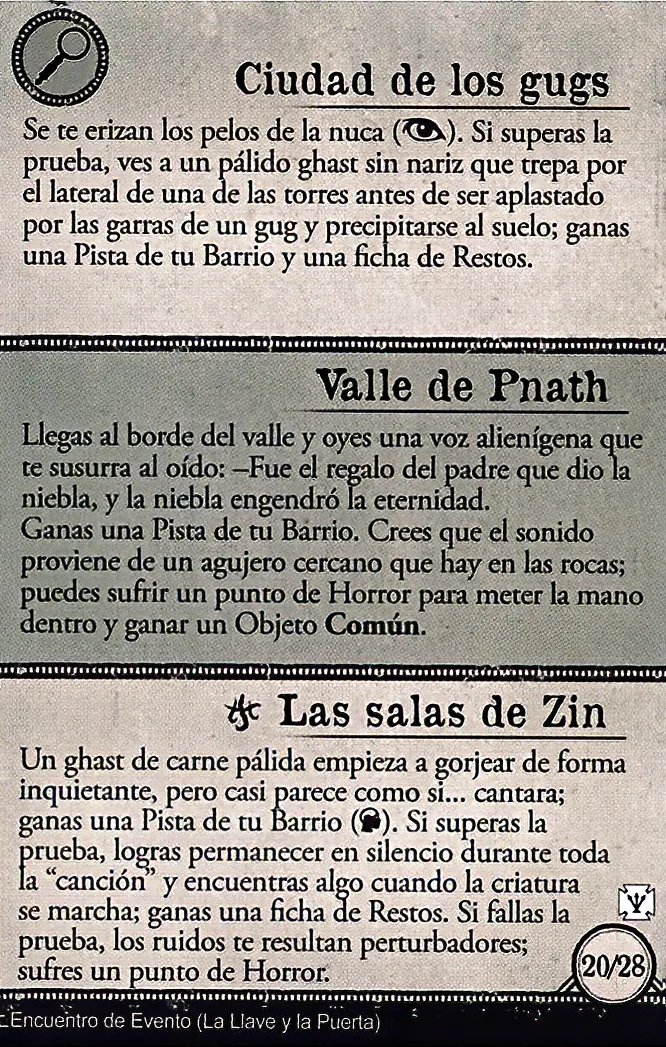 Ciudad de los gugs
Se te erizan los pelos de la nuca (). Si superas la
prueba, ves a un pálido ghast sin nariz que trepa por
el lateral de una de las torres antes de ser aplastado
por las garras de un gug y precipitarse al suelo; ganas
una Pista de tu Barrio y una ficha de Restos.
Valle de Pnath
Llegas al borde del valle y oyes una voz alienígena que
te susurra al oído: –Fue el regalo del padre que dio la
niebla, y la niebla engendró la eternidad.
Ganas una Pista de tu Barrio. Crees que el sonido
proviene de un agujero cercano que hay en las rocas;
puedes sufrir un punto de Horror para meter la mano
dentro y ganar un Objeto Común.
Las salas de Zin
Un ghast de carne pálida empieza a gorjear de forma
inquietante, pero casi parece como si... cantara;
ganas una Pista de tu Barrio (). Si superas la
prueba, logras permanecer en silencio durante toda
la “canción” y encuentras algo cuando la criatura
se marcha; ganas una ficha de Restos. Si fallas la
prueba, los ruidos te resultan perturbadores;
sufres un punto de Horror.
20/28
Encuentro de Evento (La Llave y la Puerta)